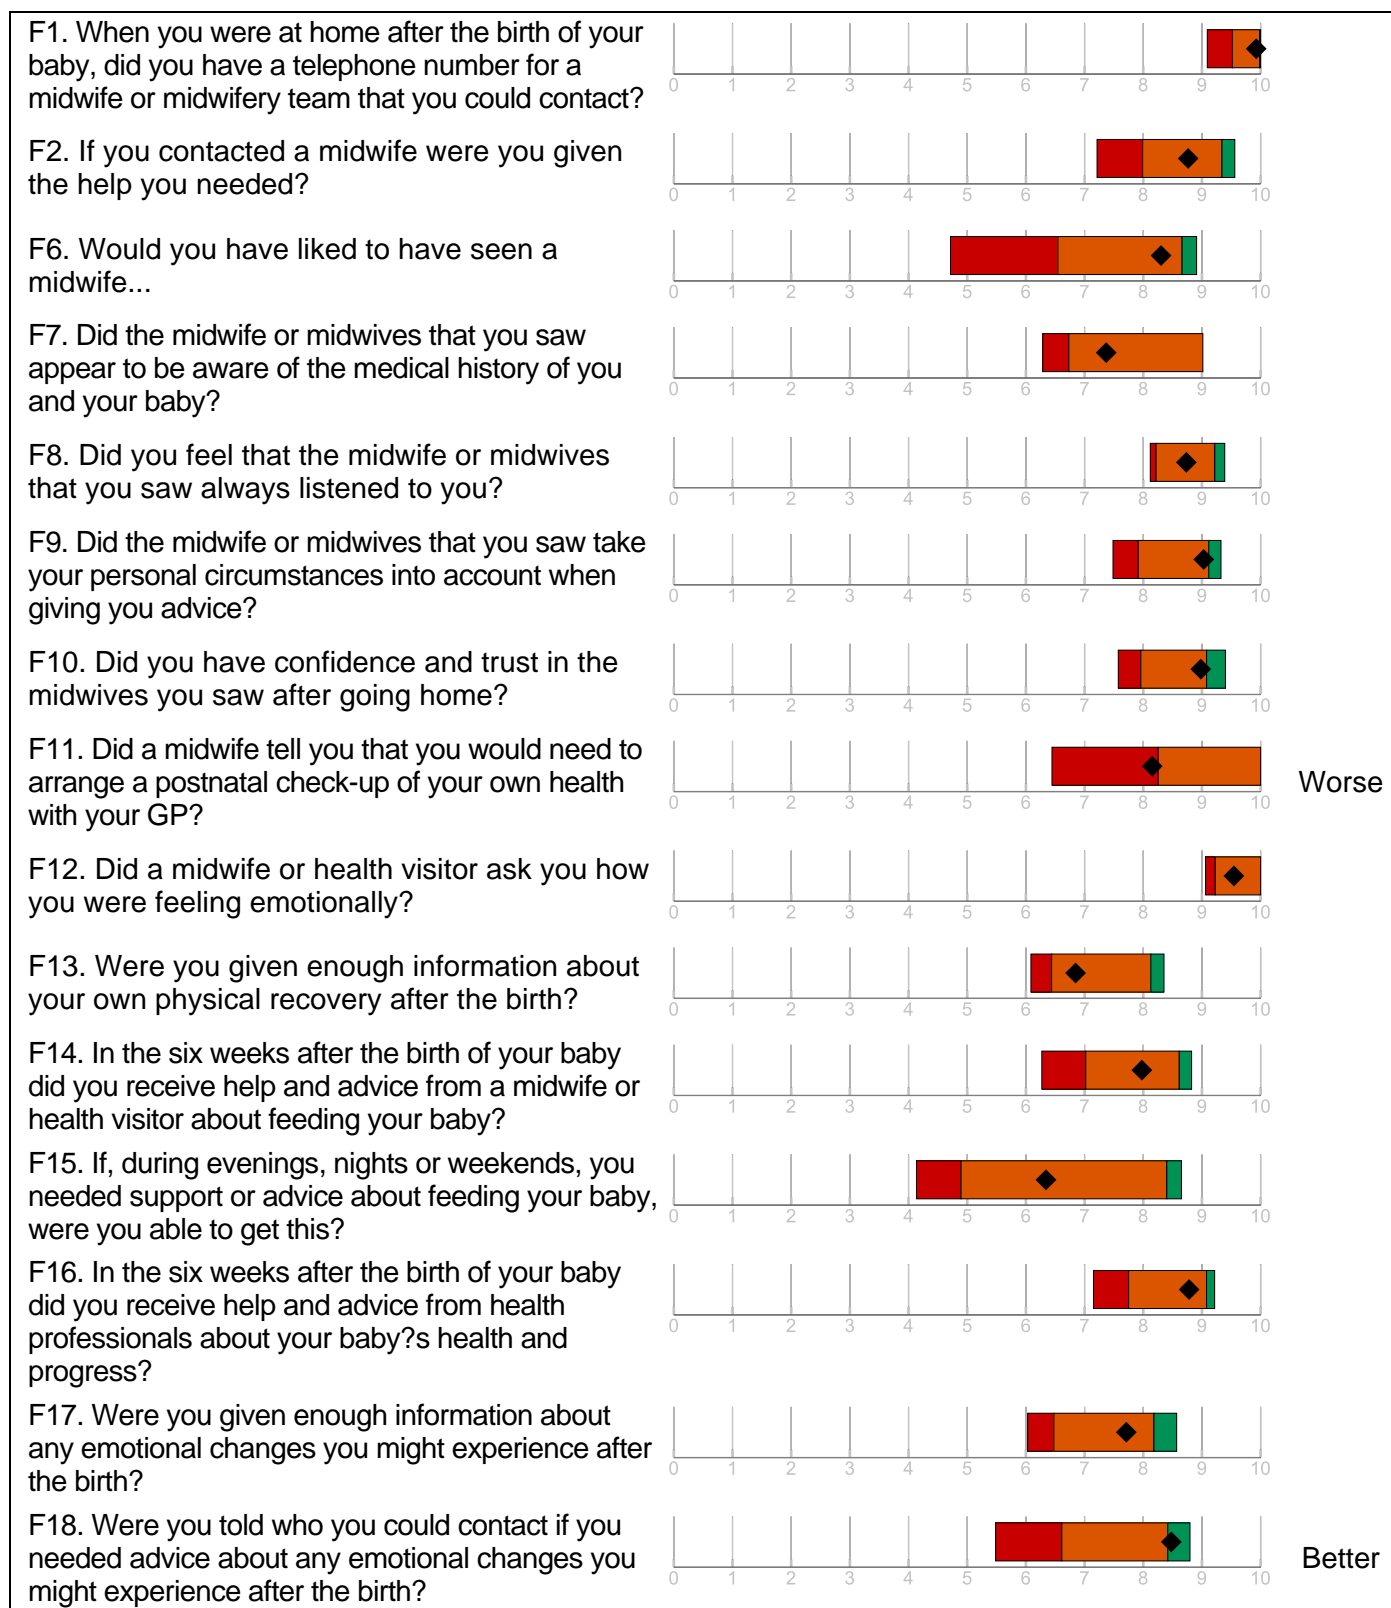 F1. When you were at home after the birth of your
baby, did you have a telephone number for a
midwife or midwifery team that you could contact?
0 1 2 3 4 5 6 7 8 9 10
F2. If you contacted a midwife were you given
the help you needed?
0 1 2 3 4 5 6 7 8 9 10
F6. Would you have liked to have seen a
midwife...
0 1 2 3 4 5 6 7 8 9 10
F7. Did the midwife or midwives that you saw
appear to be aware of the medical history of you
and your baby?
0 1 2 3 4 5 6 7 8 9 10
F8. Did you feel that the midwife or midwives
that you saw always listened to you?
0 1 2 3 4 5 6 7 8 9 10
F9. Did the midwife or midwives that you saw take
your personal circumstances into account when
giving you advice?
0 1 2 3 4 5 6 7 8 9 10
F10. Did you have confidence and trust in the
midwives you saw after going home?
0 1 2 3 4 5 6 7 8 9 10
F11. Did a midwife tell you that you would need to
arrange a postnatal check-up of your own health
with your GP?
0 1 2 3 4 5 6 7 8 9 10
Worse
F12. Did a midwife or health visitor ask you how
you were feeling emotionally?
0 1 2 3 4 5 6 7 8 9 10
F13. Were you given enough information about
your own physical recovery after the birth?
0 1 2 3 4 5 6 7 8 9 10
F14. In the six weeks after the birth of your baby
did you receive help and advice from a midwife or
health visitor about feeding your baby?
0 1 2 3 4 5 6 7 8 9 10
F15. If, during evenings, nights or weekends, you
needed support or advice about feeding your baby,
were you able to get this?
0 1 2 3 4 5 6 7 8 9 10
F16. In the six weeks after the birth of your baby
did you receive help and advice from health
professionals about your baby?s health and
progress?
0 1 2 3 4 5 6 7 8 9 10
F17. Were you given enough information about
any emotional changes you might experience after
the birth?
0 1 2 3 4 5 6 7 8 9 10
F18. Were you told who you could contact if you
needed advice about any emotional changes you
might experience after the birth?
0 1 2 3 4 5 6 7 8 9 10
Better